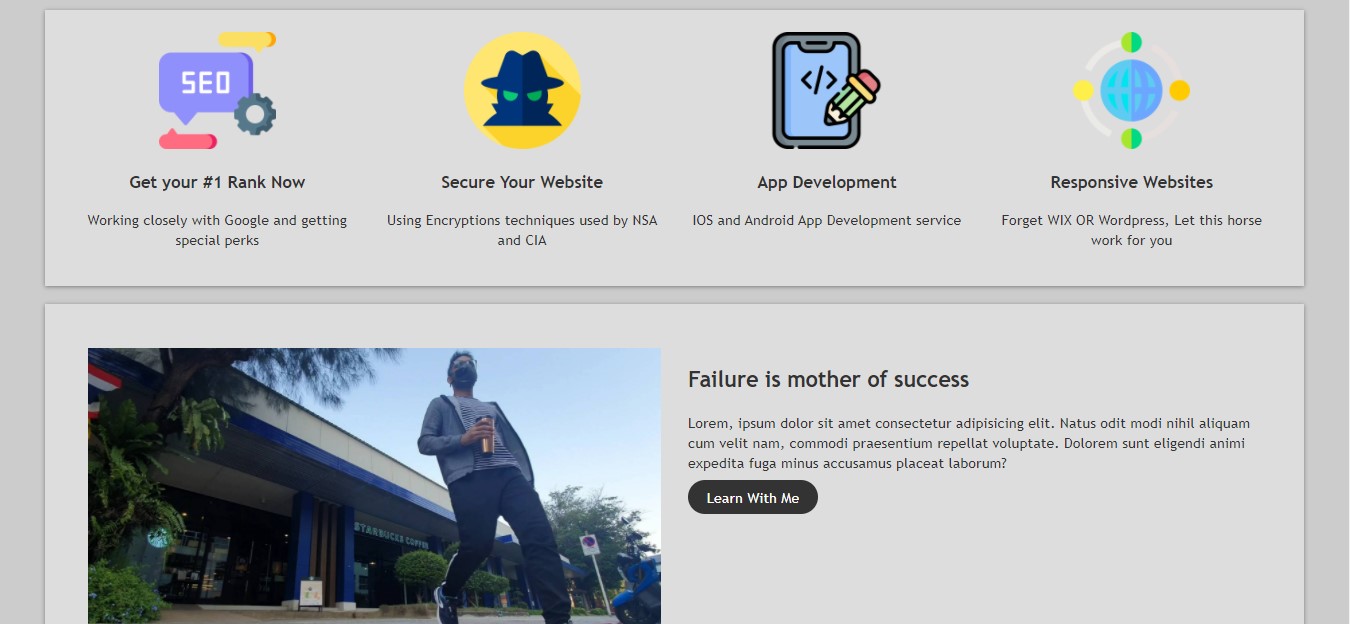 SEO
</>
Get your #1 Rank Now
Secure Your Website
App Development
Responsive Websites
Working closely with Google and getting
special perks
Using Encryptions techniques used by NSA
and CIA
IOS and Android App Development service
Forget WIX OR Wordpress, Let this horse
work for you
Failure is mother of success
Lorem, ipsum dolor sit amet consectetur adipisicing elit. Natus odit modi nihil aliquam
cum velit nam, commodi praesentium repellat voluptate. Dolorem sunt eligendi animi
expedita fuga minus accusamus placeat laborum?
Learn With Me
STARBUCKS COFFEE